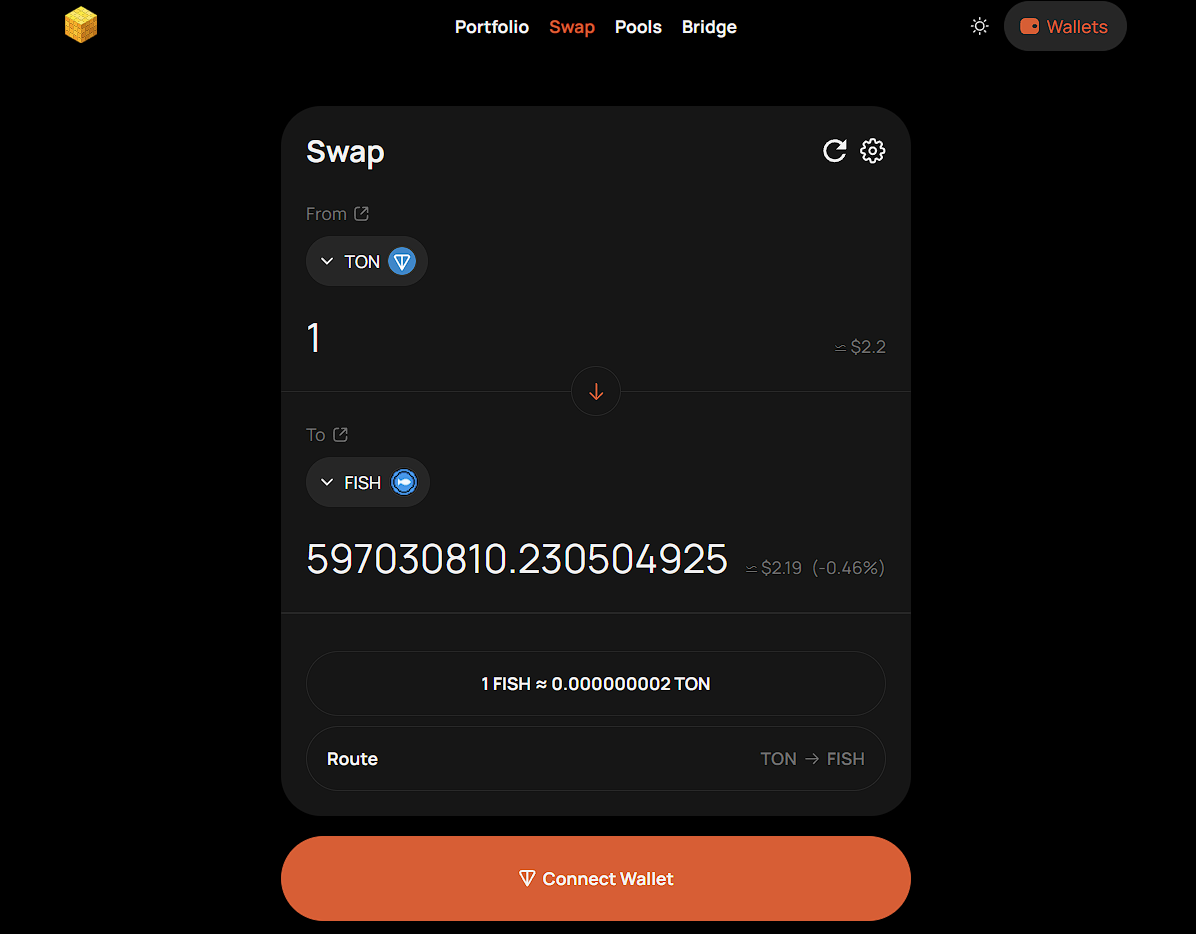 Portfolio Swap Pools Bridge Wallets
Swap
From
TON
1 ≃ $2.2
To
FISH
597030810.230504925 ≃ $2.19 (-0.46%)
1 FISH ≈ 0.000000002 TON
Route TON → FISH
Connect Wallet